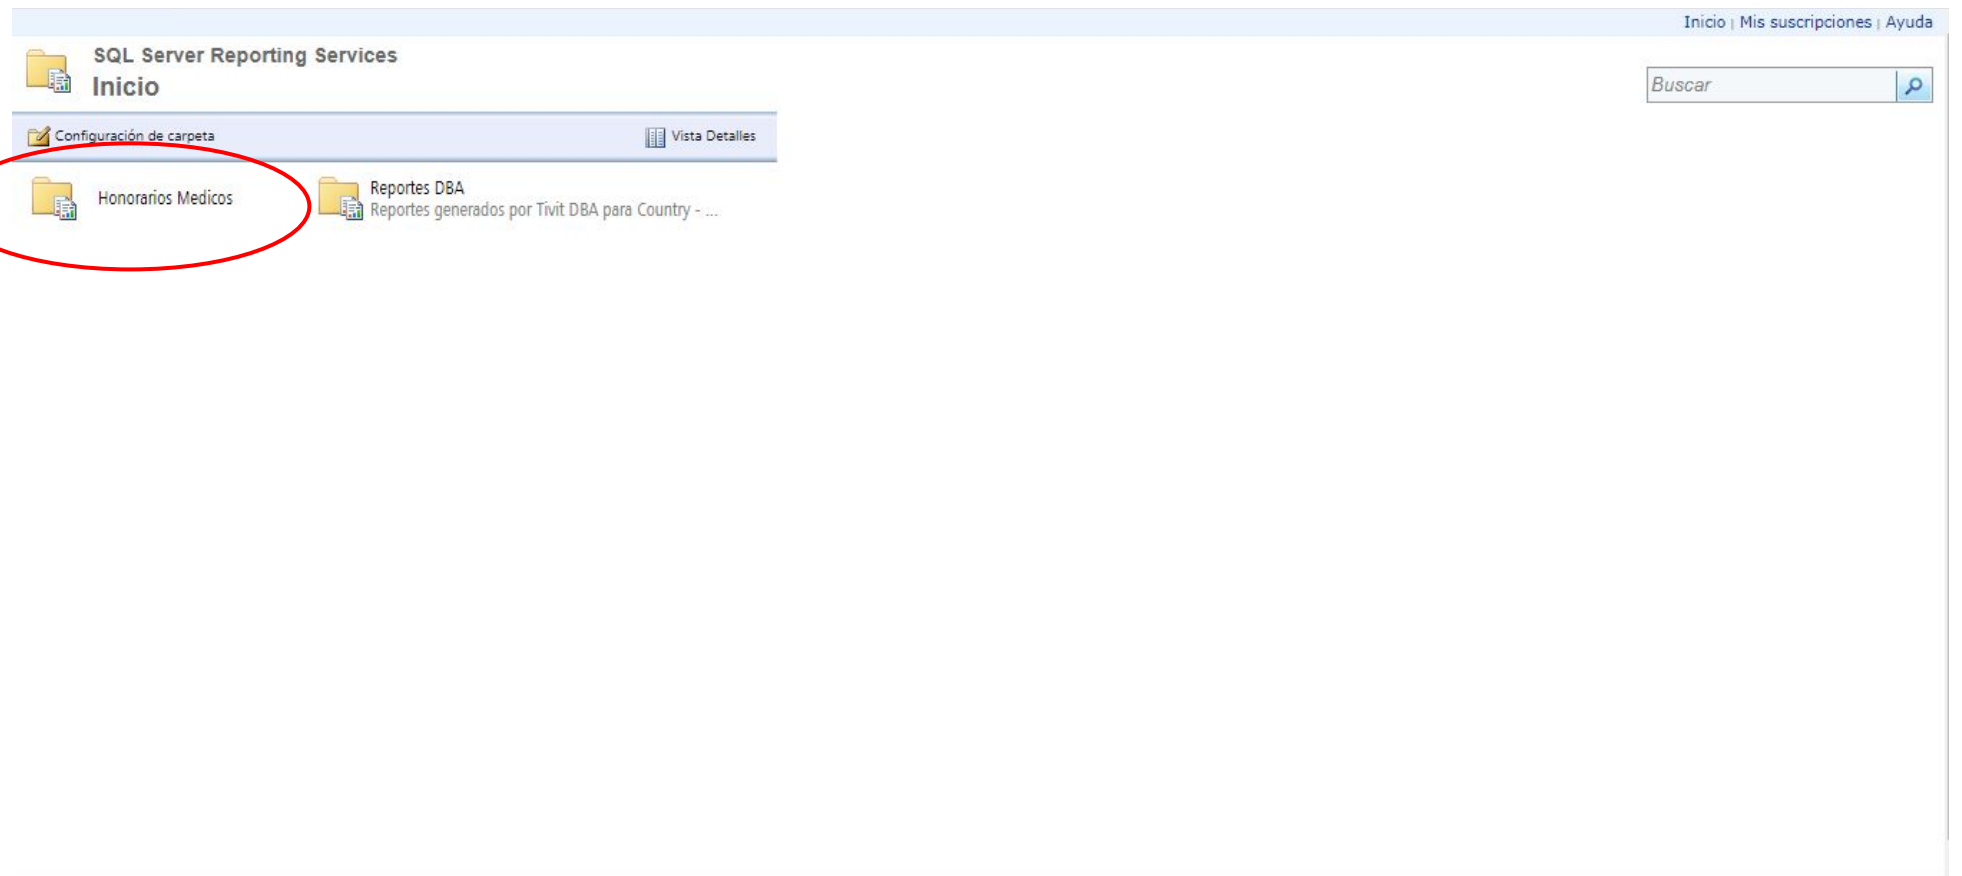 Inicio | Mis suscripciones | Ayuda
SQL Server Reporting Services
Inicio
Buscar
Configuración de carpeta
Vista Detalles
Honorarios Medicos
Reportes DBA
Reportes generados por Tivit DBA para Country - ...